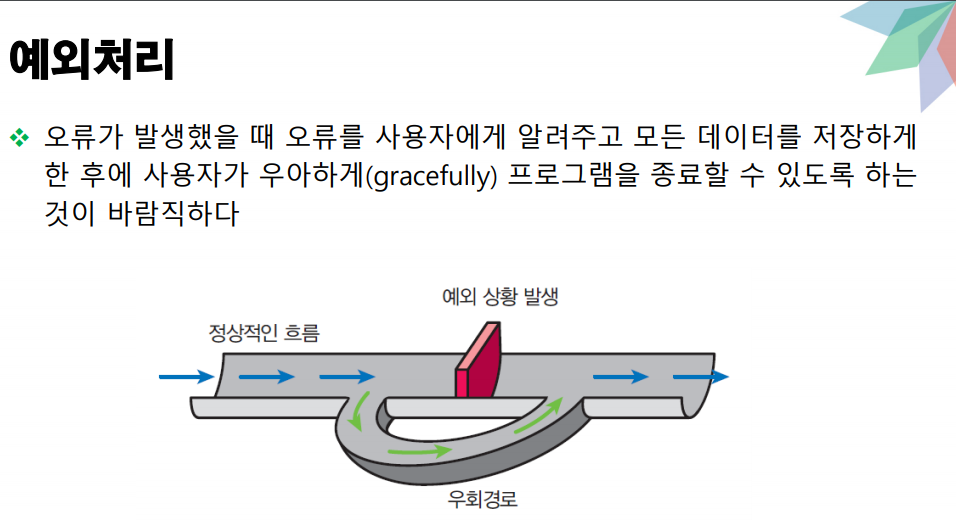 예외처리
오류가 발생했을 때 오류를 사용자에게 알려주고 모든 데이터를 저장하게
한 후에 사용자가 우아하게(gracefully) 프로그램을 종료할 수 있도록 하는
것이 바람직하다
예외 상황 발생
정상적인 흐름
우회경로